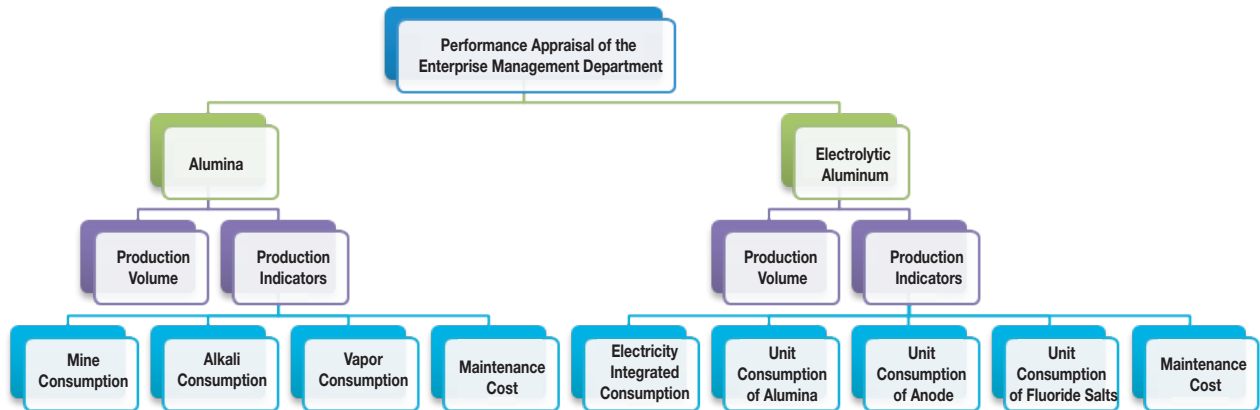 Performance Appraisal of the
Enterprise Management Department
Alumina
Electrolytic
Aluminum
Production
Volume
Production
Indicators
Production
Volume
Production
Indicators
Mine
Consumption
Alkali
Consumption
Vapor
Consumption
Maintenance
Cost
Electricity
Integrated
Consumption
Unit
Consumption
of Alumina
Unit
Consumption
of Anode
Unit
Consumption
of Fluoride Salts
Maintenance
Cost